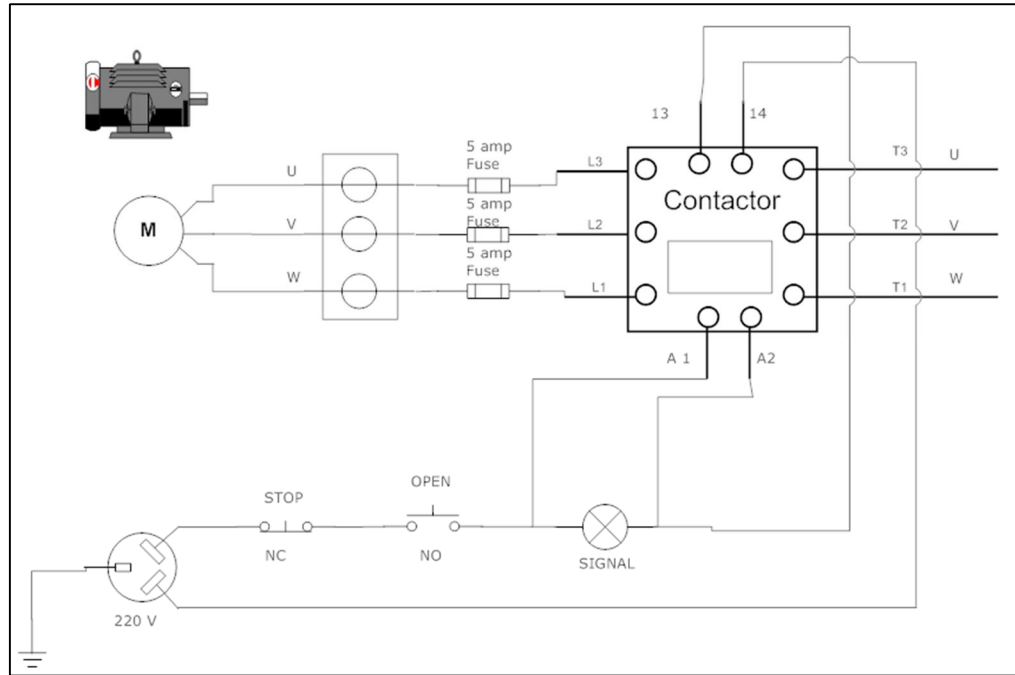 13
14
5 amp
Fuse
L3
T3
U
U
Contactor
M
V
5 amp
Fuse
L2
T2
V
5 amp
Fuse
W
L1
T1
W
A 1
A2
STOP
OPEN
NC
NO
SIGNAL
220 V